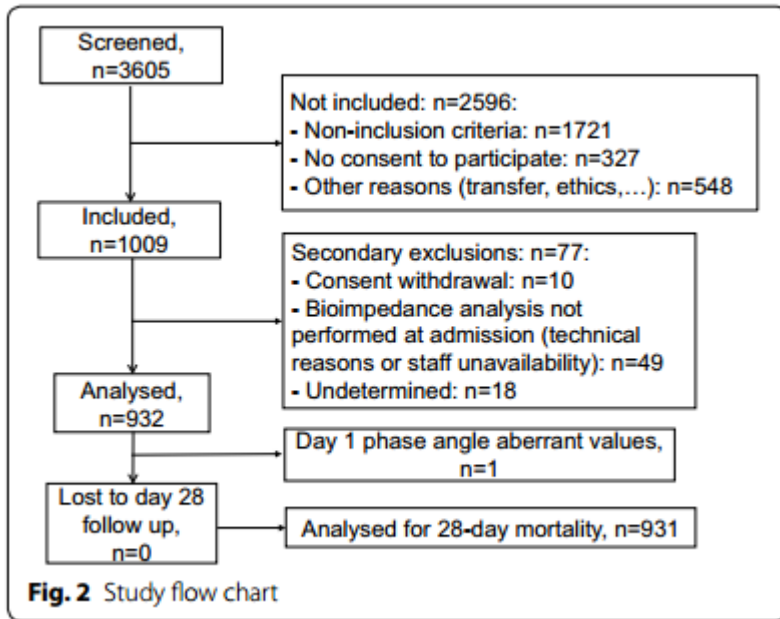 Screened,
n=3605
Not included: n=2596:
- Non-inclusion criteria: n=1721
- No consent to participate: n=327
- Other reasons (transfer, ethics,…): n=548
Included,
n=1009
Secondary exclusions: n=77:
- Consent withdrawal: n=10
- Bioimpedance analysis not
performed at admission (technical
reasons or staff unavailability): n=49
- Undetermined: n=18
Analysed,
n=932
Day 1 phase angle aberrant values,
n=1
Lost to day 28
follow up,
n=0
Analysed for 28-day mortality, n=931
Fig. 2 Study flow chart